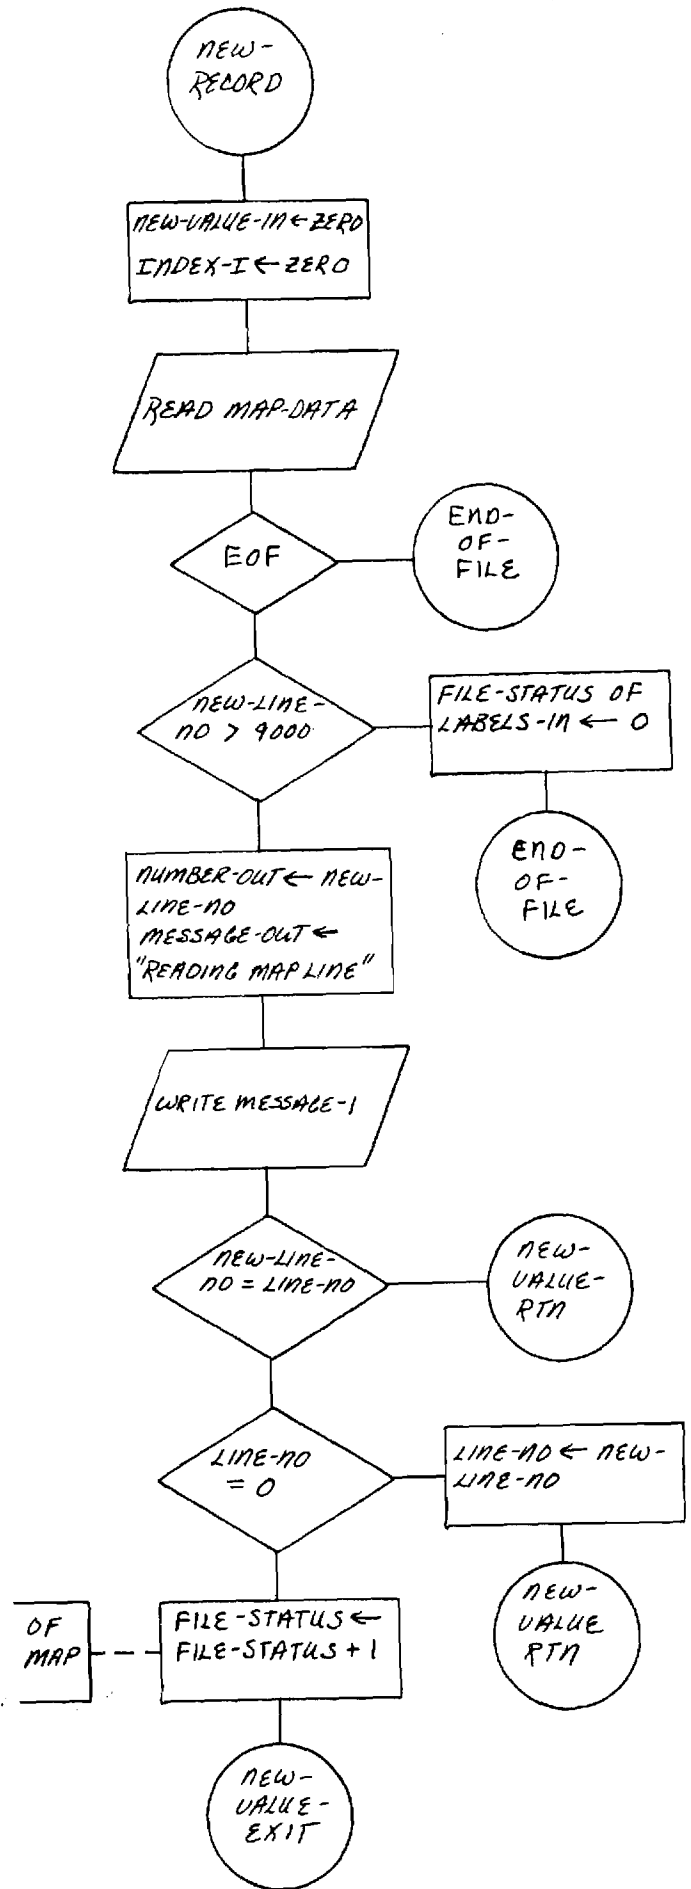 NEW-
RECORD
NEW-VALUE-IN ← ZERO
INDEX-I ← ZERO
READ MAP-DATA
EOF
END-
OF-
FILE
NEW-LINE-
NO > 9000
FILE-STATUS OF
LABELS-IN ← 0
END-
OF-
FILE
NUMBER-OUT ← NEW-
LINE-NO
MESSAGE-OUT ←
"READING MAP LINE"
WRITE MESSAGE-1
NEW-LINE-
NO = LINE-NO
NEW-
VALUE-
RTN
LINE-NO
= 0
LINE-NO ← NEW-
LINE-NO
NEW-
VALUE
RTN
OF
MAP
FILE-STATUS ←
FILE-STATUS + 1
NEW-
VALUE-
EXIT